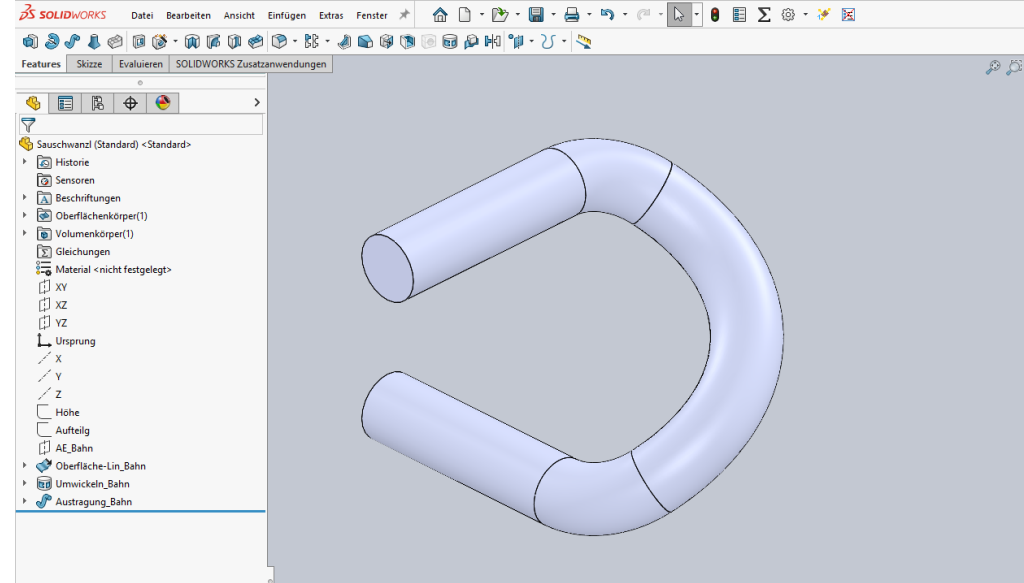 SOLIDWORKS Datei Bearbeiten Ansicht Einfügen Extras Fenster
Features Skizze Evaluieren SOLIDWORKS Zusatzanwendungen
Sauschwanzl (Standard) <Standard>
Historie
Sensoren
Beschriftungen
Oberflächenkörper(1)
Volumenkörper(1)
Gleichungen
Material <nicht festgelegt>
XY
XZ
YZ
Ursprung
X
Y
Z
Höhe
Aufteilg
AE_Bahn
Oberfläche-Lin_Bahn
Umwickeln_Bahn
Austragung_Bahn